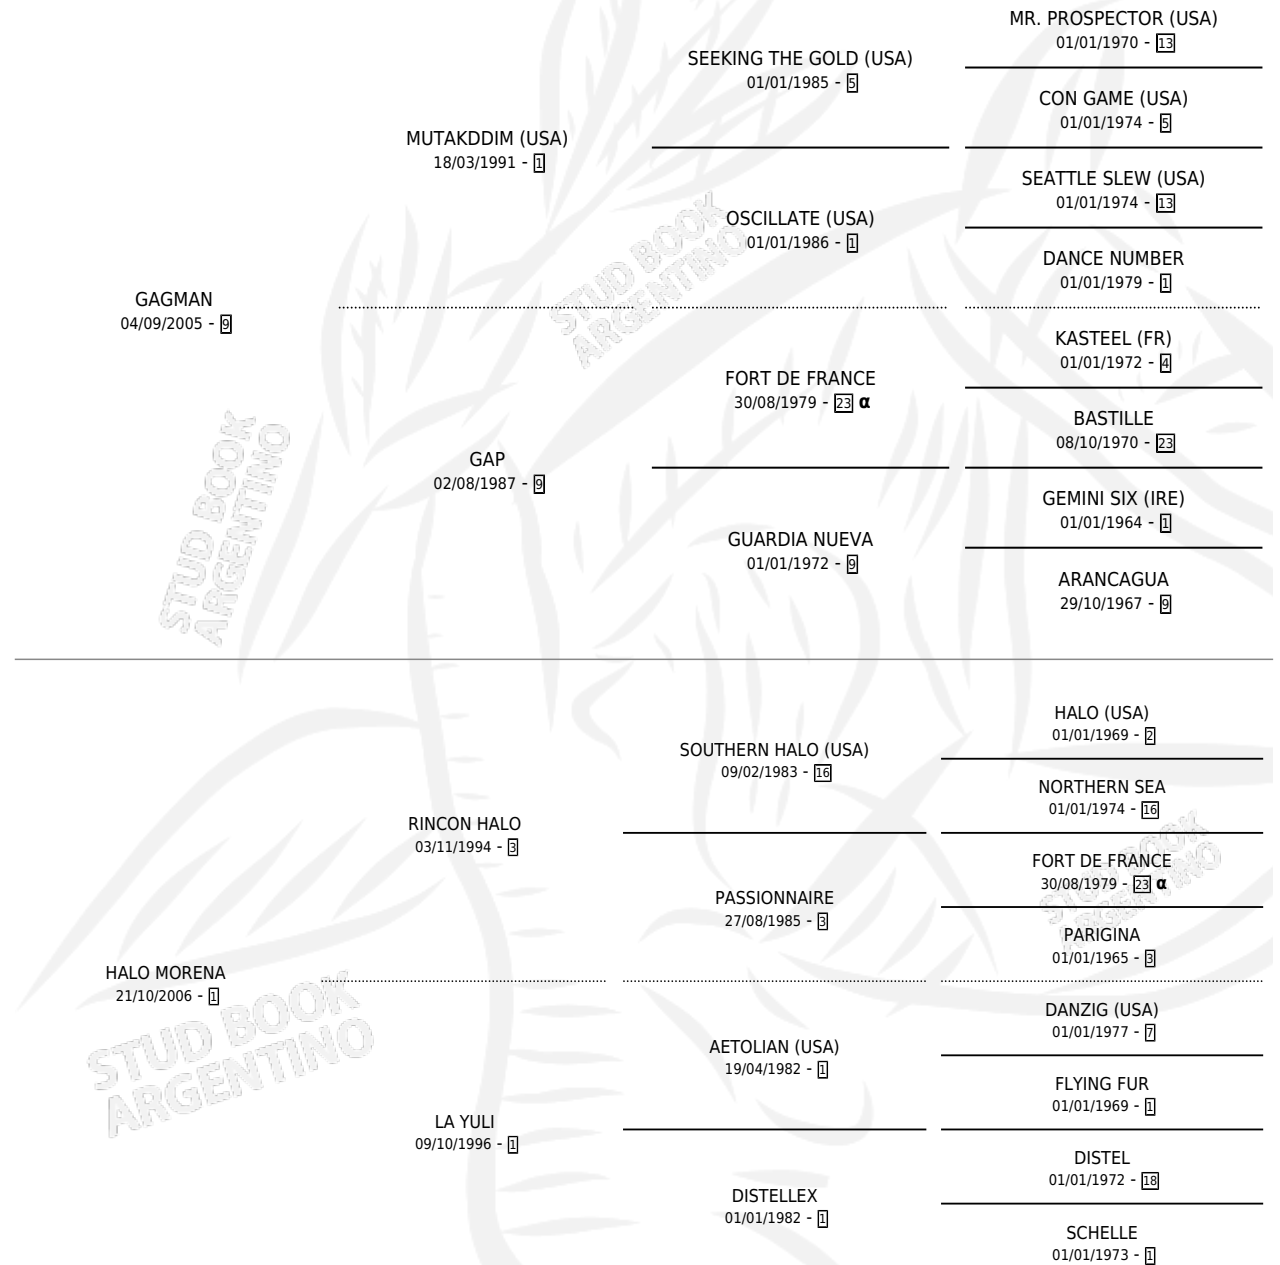 MR. PROSPECTOR (USA)
01/01/1970 - 13
SEEKING THE GOLD (USA)
01/01/1985 - 5
CON GAME (USA)
01/01/1974 - 5
MUTAKDDIM (USA)
18/03/1991 - 1
SEATTLE SLEW (USA)
01/01/1974 - 13
OSCILLATE (USA)
01/01/1986 - 1
DANCE NUMBER
01/01/1979 - 1
GAGMAN
04/09/2005 - 9
KASTEEL (FR)
01/01/1972 - 4
FORT DE FRANCE
30/08/1979 - 23 α
BASTILLE
08/10/1970 - 23
GAP
02/08/1987 - 9
GEMINI SIX (IRE)
01/01/1964 - 1
GUARDIA NUEVA
01/01/1972 - 9
ARANCAGUA
29/10/1967 - 9
HALO (USA)
01/01/1969 - 2
SOUTHERN HALO (USA)
09/02/1983 - 16
NORTHERN SEA
01/01/1974 - 16
RINCON HALO
03/11/1994 - 3
FORT DE FRANCE
30/08/1979 - 23 α
PASSIONNAIRE
27/08/1985 - 3
PARIGINA
01/01/1965 - 3
HALO MORENA
21/10/2006 - 1
DANZIG (USA)
01/01/1977 - 7
AETOLIAN (USA)
19/04/1982 - 1
FLYING FUR
01/01/1969 - 1
LA YULI
09/10/1996 - 1
DISTEL
01/01/1972 - 18
DISTELLEX
01/01/1982 - 1
SCHELLE
01/01/1973 - 1
STUD BOOK
ARGENTINO
STUD BOOK
ARGENTINO
STUD BOOK
ARGENTINO
STUD BOOK
ARGENTINO